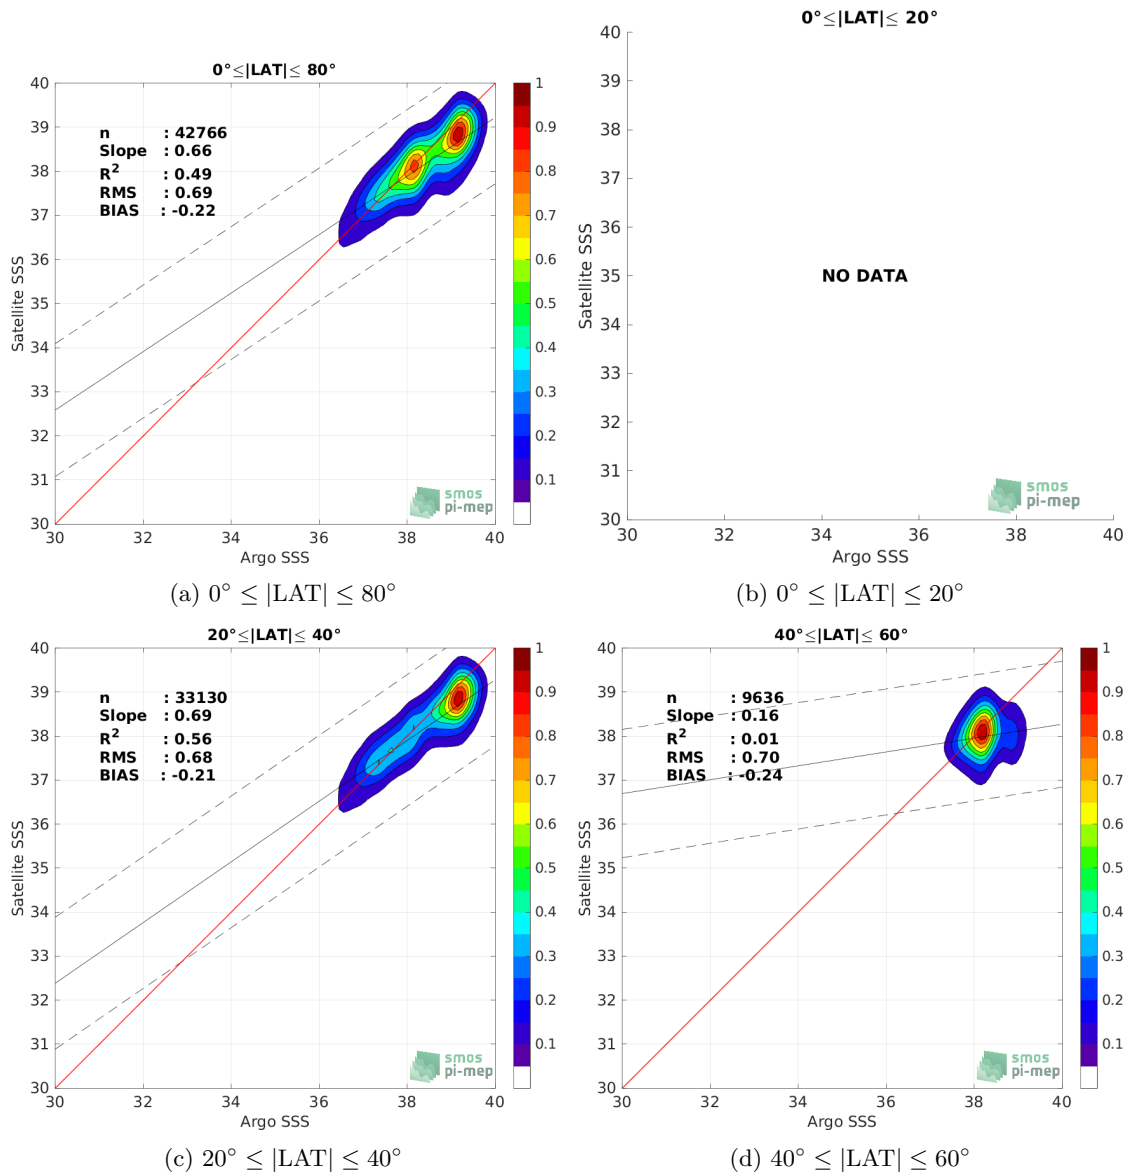 0°≤|LAT|≤ 80°
40
39
38
37
36
35
34
33
32
31
30
Satellite SSS
n : 42766
Slope : 0.66
R² : 0.49
RMS : 0.69
BIAS : -0.22
smos
pi-mep
30 32 34 36 38 40
Argo SSS
1
0.9
0.8
0.7
0.6
0.5
0.4
0.3
0.2
0.1
(a) 0° ≤ |LAT| ≤ 80°
0°≤|LAT|≤ 20°
40
39
38
37
36
35
34
33
32
31
30
Satellite SSS
NO DATA
smos
pi-mep
30 32 34 36 38 40
Argo SSS
(b) 0° ≤ |LAT| ≤ 20°
20°≤|LAT|≤ 40°
40
39
38
37
36
35
34
33
32
31
30
Satellite SSS
n : 33130
Slope : 0.69
R² : 0.56
RMS : 0.68
BIAS : -0.21
smos
pi-mep
30 32 34 36 38 40
Argo SSS
1
0.9
0.8
0.7
0.6
0.5
0.4
0.3
0.2
0.1
(c) 20° ≤ |LAT| ≤ 40°
40°≤|LAT|≤ 60°
40
39
38
37
36
35
34
33
32
31
30
Satellite SSS
n : 9636
Slope : 0.16
R² : 0.01
RMS : 0.70
BIAS : -0.24
smos
pi-mep
30 32 34 36 38 40
Argo SSS
1
0.9
0.8
0.7
0.6
0.5
0.4
0.3
0.2
0.1
(d) 40° ≤ |LAT| ≤ 60°